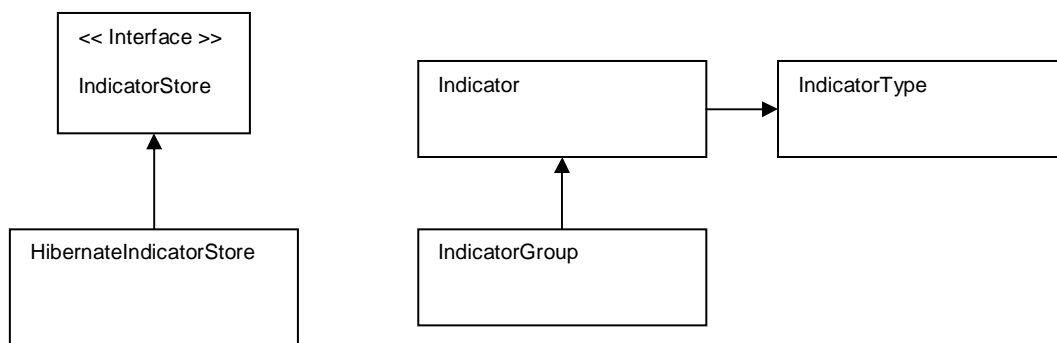 << Interface >>
IndicatorStore
Indicator
IndicatorType
HibernateIndicatorStore
IndicatorGroup